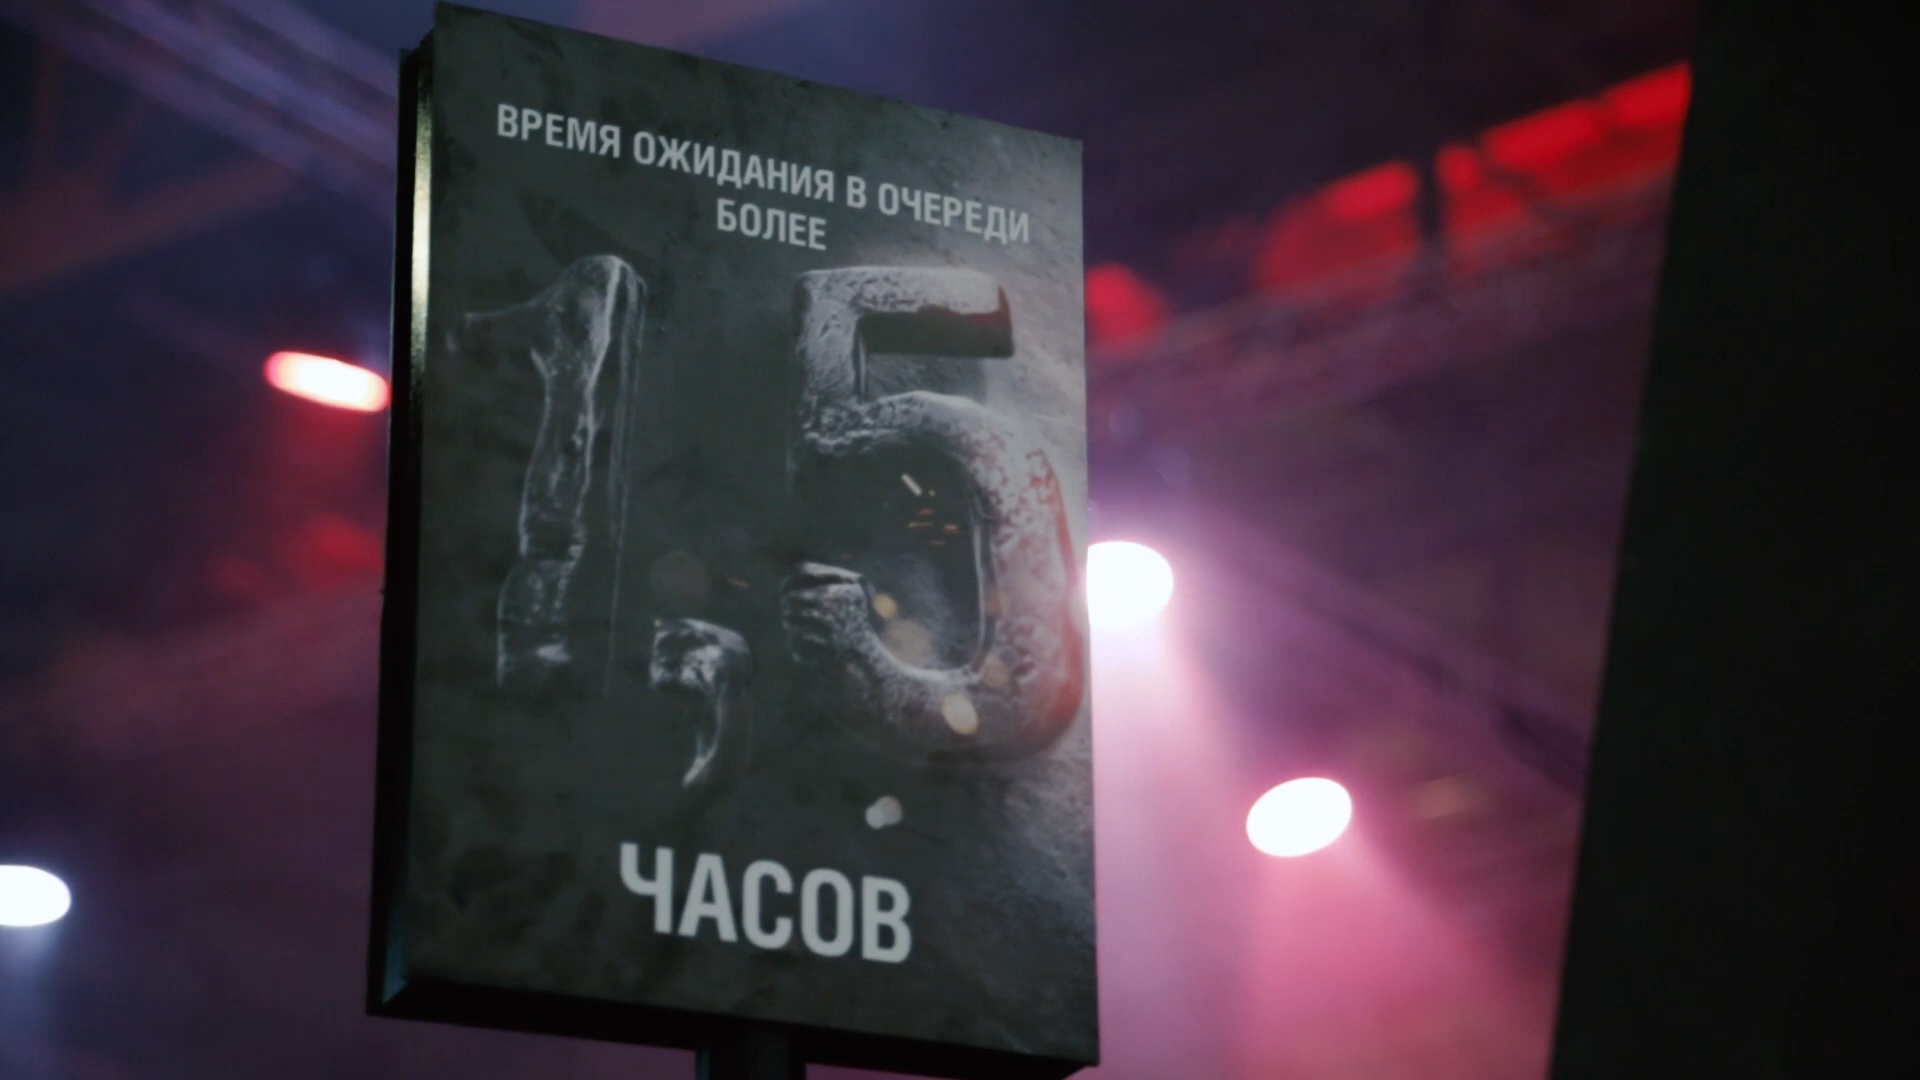 ВРЕМЯ ОЖИДАНИЯ В ОЧЕРЕДИ
БОЛЕЕ
1,5
ЧАСОВ